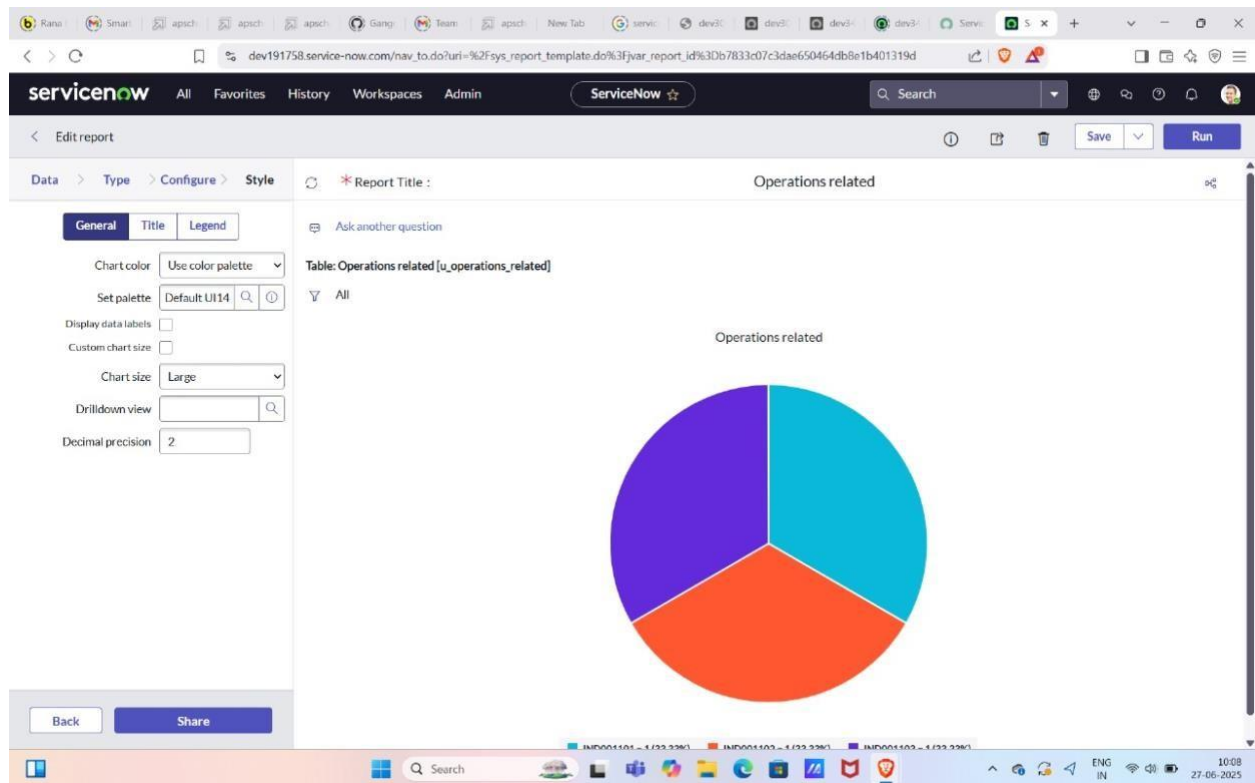 Rana Smart apsch apsch apsch Gang Team apsch New Tab servic dev3C dev3C dev3- dev3- Servic S
dev191758.service-now.com/nav_to.do?uri=%2Fsys_report_template.do%3Fjvar_report_id%3Db7833c07c3dae650464db8e1b401319d
servicenow All Favorites History Workspaces Admin ServiceNow Search
Edit report Save Run
Data > Type > Configure > Style
* Report Title : Operations related
General Title Legend
Ask another question
Chart color Use color palette
Table: Operations related [u_operations_related]
Set palette Default UI14
All
Display data labels
Custom chart size
Operations related
Chart size Large
Drilldown view
Decimal precision 2
Back Share
Search
ENG
IN
10:08
27-06-2025